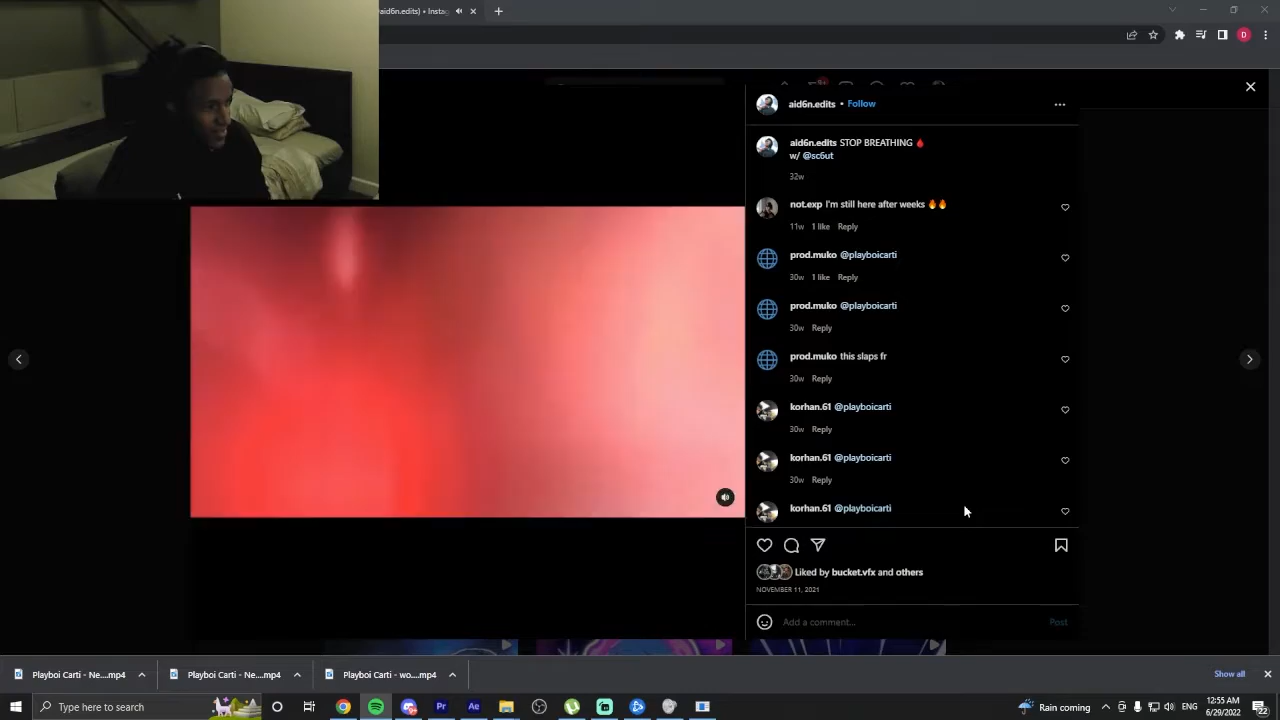 aid6n.edits) • Instag
D
9+
aid6n.edits • Follow
aid6n.edits STOP BREATHING 🩸
w/ @sc6ut
32w
not.exp I'm still here after weeks 🔥🔥
11w 1 like Reply
prod.muko @playboicarti
30w 1 like Reply
prod.muko @playboicarti
30w Reply
prod.muko this slaps fr
30w Reply
korhan.61 @playboicarti
30w Reply
korhan.61 @playboicarti
30w Reply
korhan.61 @playboicarti
Liked by bucket.vfx and others
NOVEMBER 11, 2021
Add a comment...
Post
Playboi Carti - Ne....mp4
Playboi Carti - Ne....mp4
Playboi Carti - wo....mp4
Show all
Type here to search
Pr
Ae
Rain coming
ENG
12:55 AM
6/29/2022